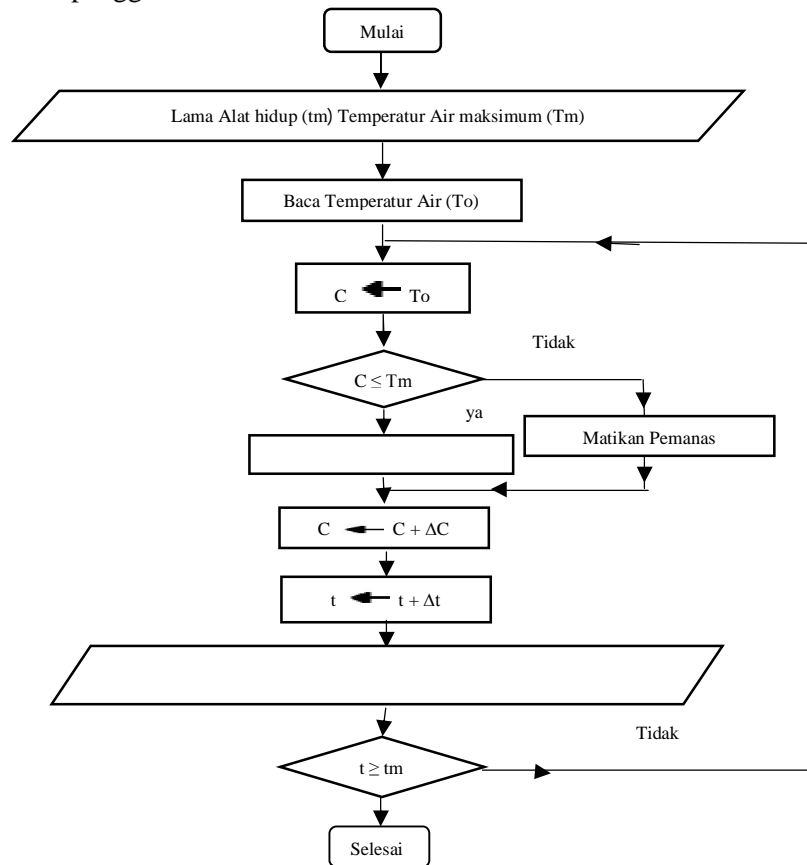 Mulai
Lama Alat hidup (tm) Temperatur Air maksimum (Tm)
Baca Temperatur Air (To)
C To
Tidak
C ≤ Tm
ya
Matikan Pemanas
C C + ΔC
t t + Δt
Tidak
t ≥ tm
Selesai